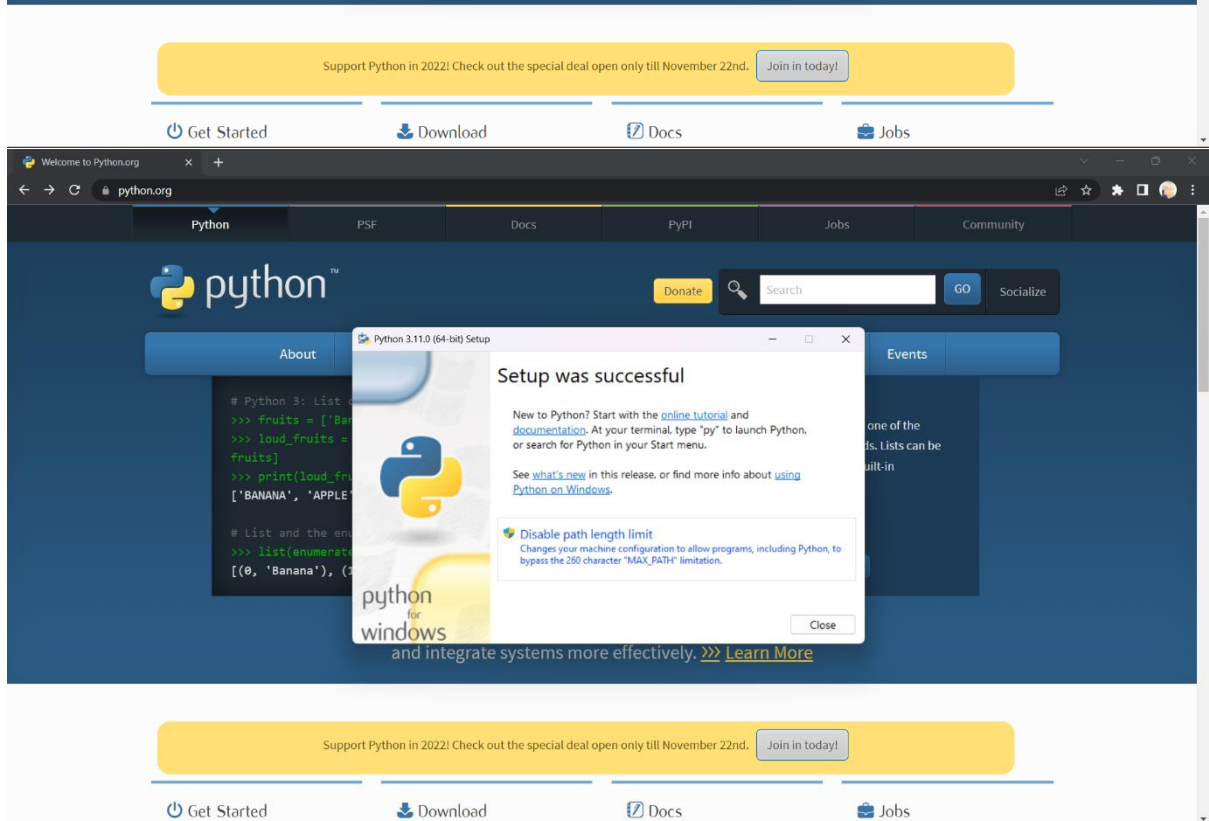 Support Python in 2022! Check out the special deal open only till November 22nd. Join in today!
Get Started Download Docs Jobs
Welcome to Python.org
python.org
Python PSF Docs PyPI Jobs Community
python™
Donate Search GO Socialize
About Events
Python 3.11.0 (64-bit) Setup
# Python 3: List
>>> fruits = ['Ban
>>> loud_fruits =
fruits]
>>> print(loud_fru
['BANANA', 'APPLE'
# List and the enu
>>> list(enumerate
[(0, 'Banana'), (1
Setup was successful
New to Python? Start with the online tutorial and
documentation. At your terminal, type "py" to launch Python,
or search for Python in your Start menu.
See what's new in this release, or find more info about using
Python on Windows.
Disable path length limit
Changes your machine configuration to allow programs, including Python, to
bypass the 260 character "MAX_PATH" limitation.
python
for
windows
Close
one of the
ds. Lists can be
uilt-in
and integrate systems more effectively. >>> Learn More
Support Python in 2022! Check out the special deal open only till November 22nd. Join in today!
Get Started Download Docs Jobs